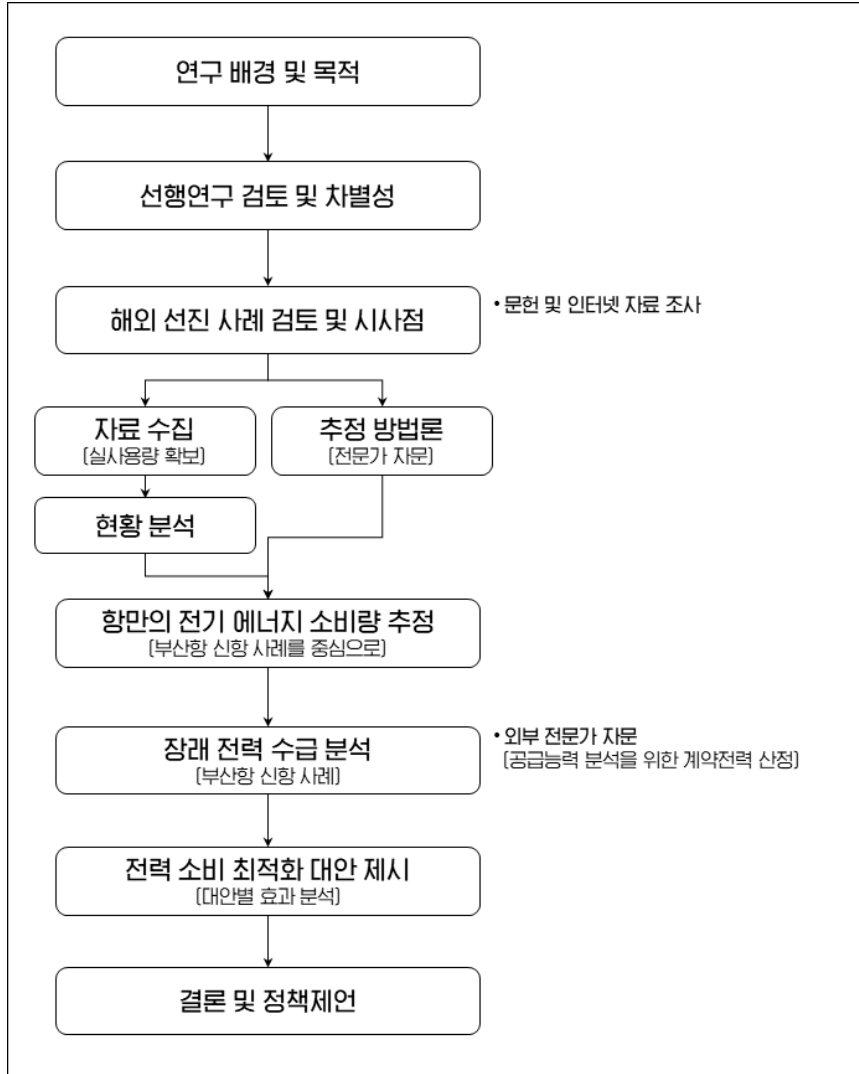 연구 배경 및 목적
선행연구 검토 및 차별성
해외 선진 사례 검토 및 시사점
• 문헌 및 인터넷 자료 조사
자료 수집
(실사용량 확보)
추정 방법론
(전문가 자문)
현황 분석
항만의 전기 에너지 소비량 추정
(부산항 신항 사례를 중심으로)
장래 전력 수급 분석
(부산항 신항 사례)
• 외부 전문가 자문
(공급능력 분석을 위한 계약전력 산정)
전력 소비 최적화 대안 제시
(대안별 효과 분석)
결론 및 정책제언